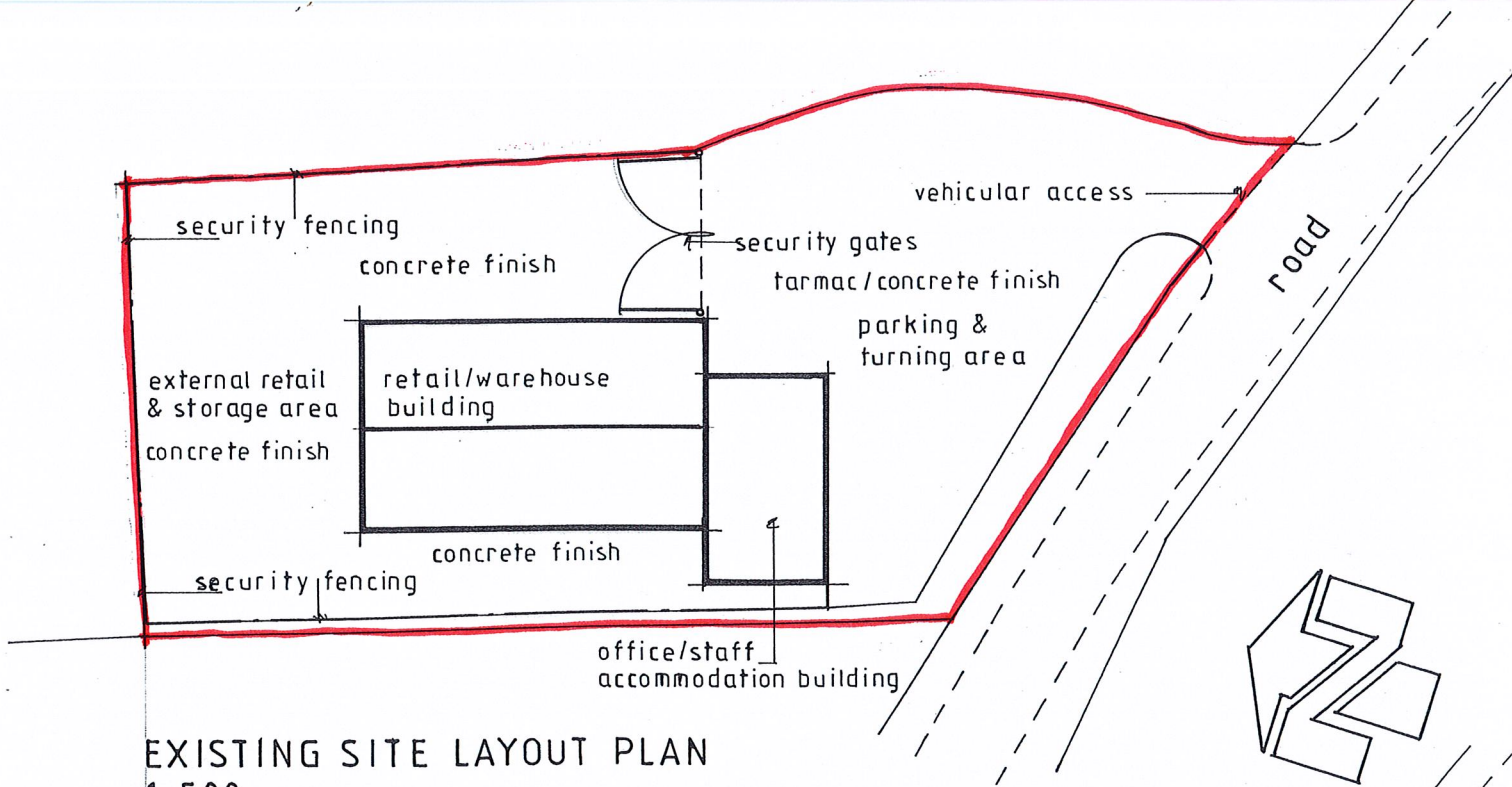 vehicular access
security fencing
security gates
concrete finish
tarmac/concrete finish
road
parking &
turning area
external retail
& storage area
retail/warehouse
building
concrete finish
concrete finish
security fencing
office/staff
accommodation building
EXISTING SITE LAYOUT PLAN